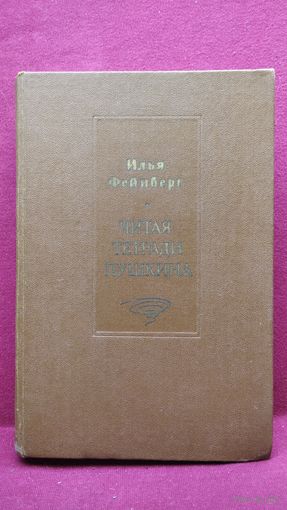 Илья
Фейнберг
ЧИТАЯ
ТЕТРАДИ
ПУШКИНА